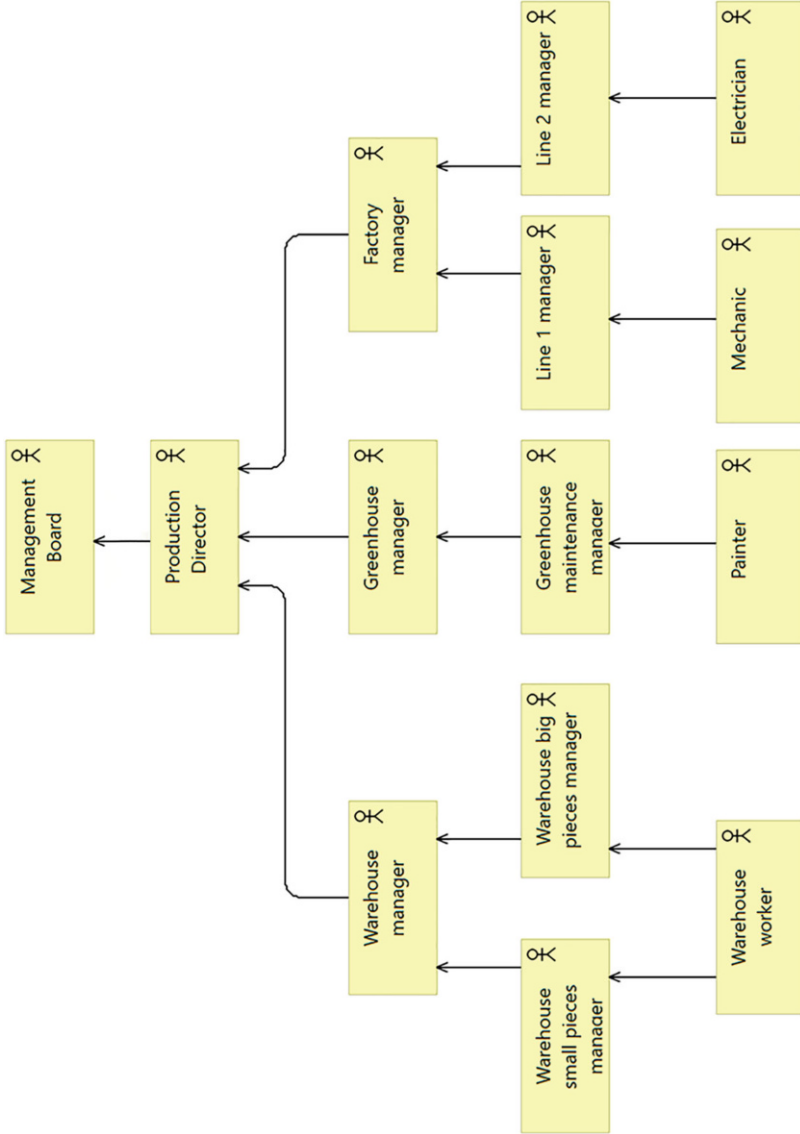 Management
Board
Production
Director
Warehouse
manager
Greenhouse
manager
Factory
manager
Warehouse
small pieces
manager
Warehouse big
pieces manager
Greenhouse
maintenance
manager
Line 1 manager
Line 2 manager
Warehouse
worker
Painter
Mechanic
Electrician